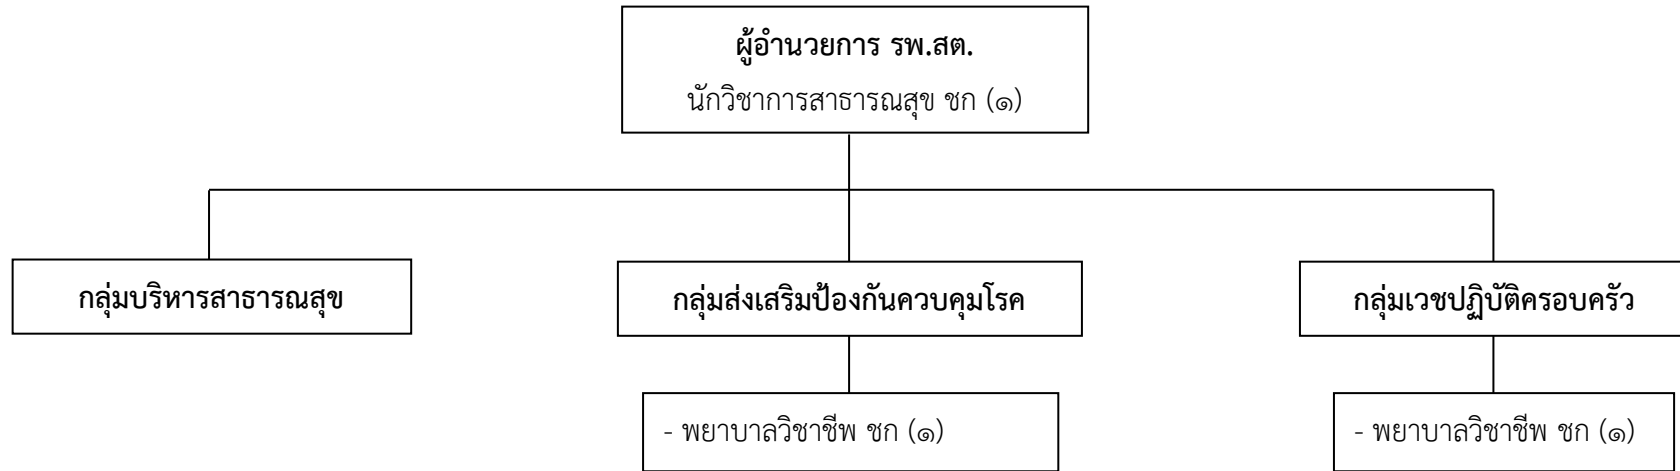 ผู้อำนวยการ รพ.สต.
นักวิชาการสาธารณสุข ชก (๑)
กลุ่มบริหารสาธารณสุข
กลุ่มส่งเสริมป้องกันควบคุมโรค
กลุ่มเวชปฏิบัติครอบครัว
- พยาบาลวิชาชีพ ชก (๑)
- พยาบาลวิชาชีพ ชก (๑)